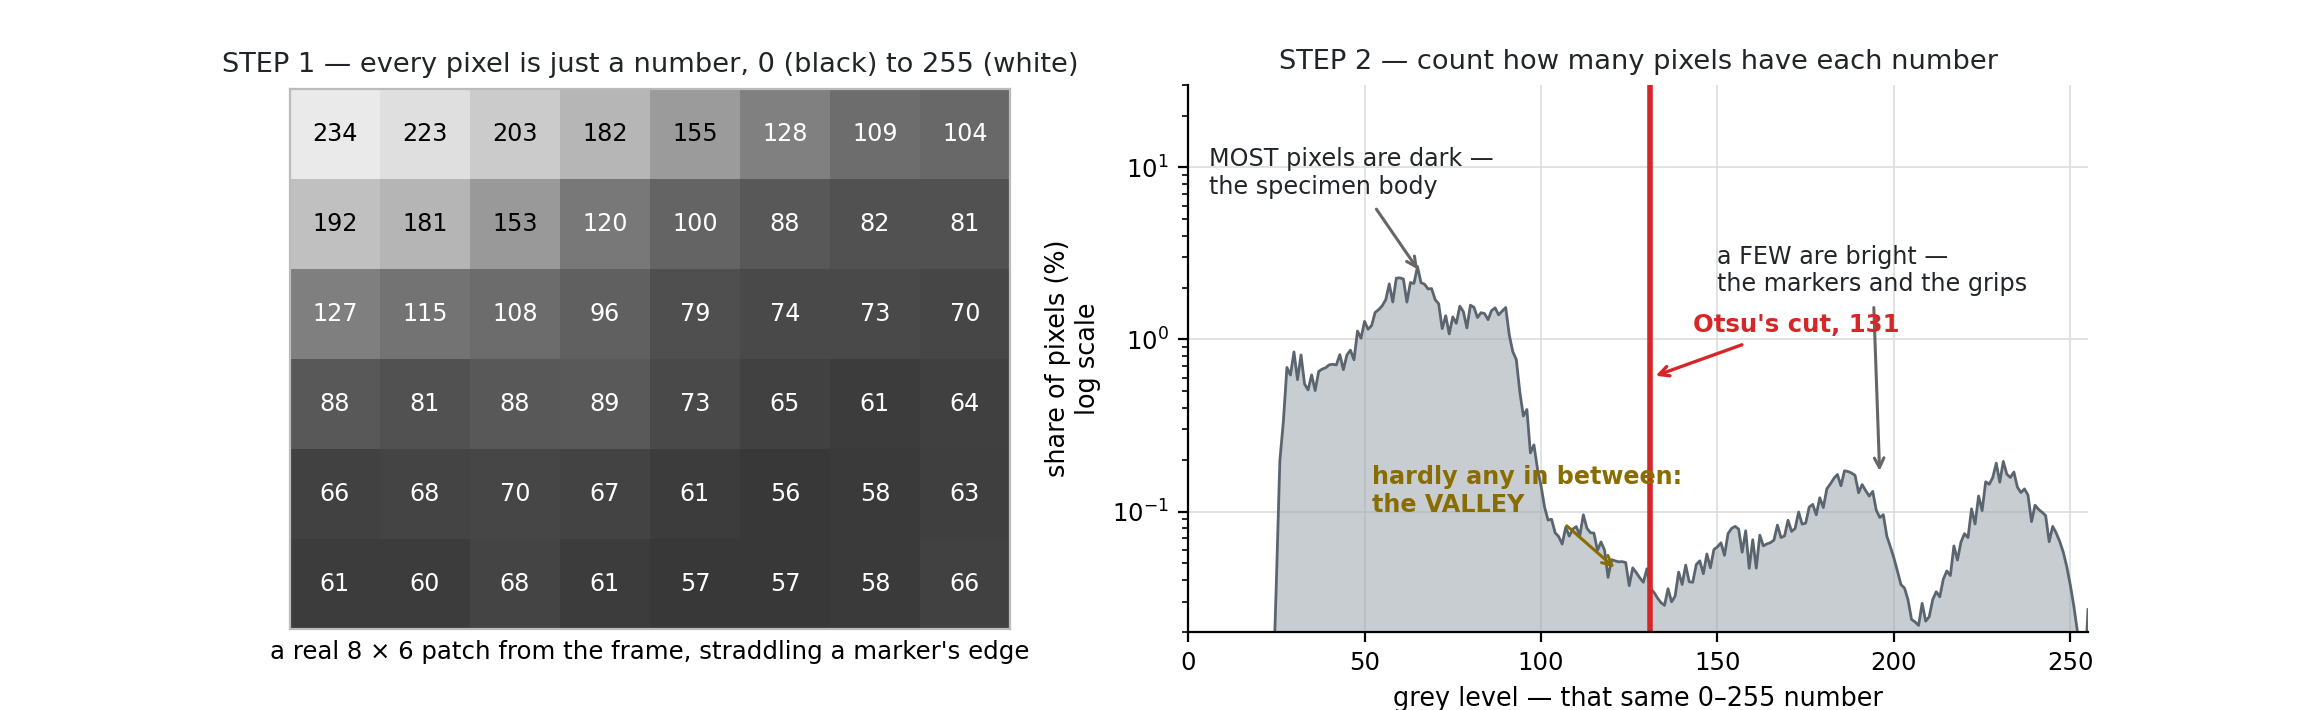 STEP 1 — every pixel is just a number, 0 (black) to 255 (white)
234 223 203 182 155 128 109 104
192 181 153 120 100 88 82 81
127 115 108 96 79 74 73 70
88 81 88 89 73 65 61 64
66 68 70 67 61 56 58 63
61 60 68 61 57 57 58 66
a real 8 × 6 patch from the frame, straddling a marker's edge
STEP 2 — count how many pixels have each number
share of pixels (%)
log scale
10¹
10⁰
10⁻¹
MOST pixels are dark —
the specimen body
a FEW are bright —
the markers and the grips
Otsu's cut, 131
hardly any in between:
the VALLEY
0 50 100 150 200 250
grey level — that same 0–255 number